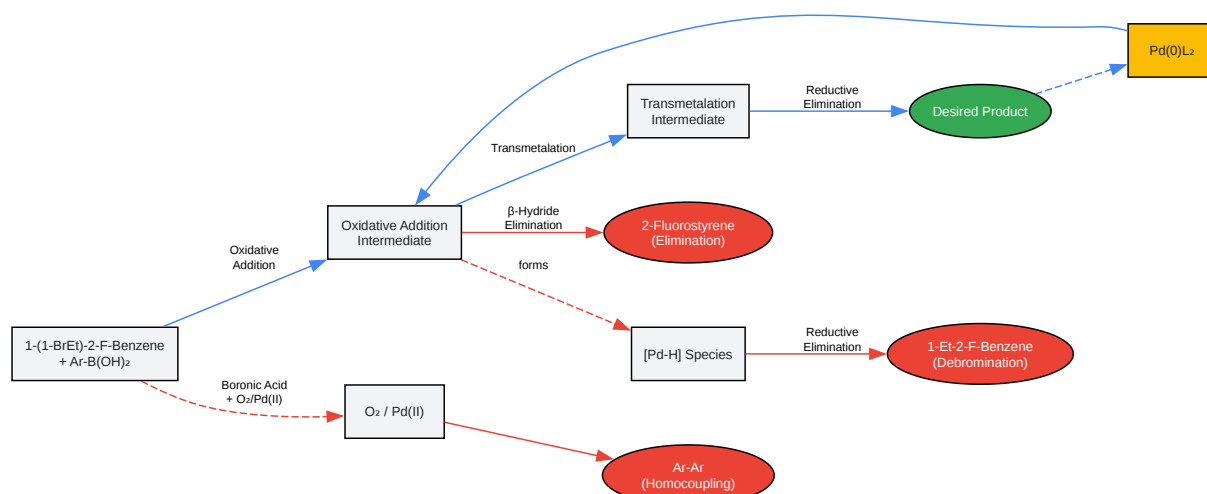 Pd(0)L₂
Reductive
Elimination
Transmetalation
Intermediate
Desired Product
Transmetalation
β-Hydride
Elimination
Oxidative Addition
Intermediate
2-Fluorostyrene
(Elimination)
Oxidative
Addition
forms
1-(1-BrEt)-2-F-Benzene
+ Ar-B(OH)₂
[Pd-H] Species
Reductive
Elimination
1-Et-2-F-Benzene
(Debromination)
Boronic Acid
+ O₂/Pd(II)
O₂ / Pd(II)
Ar-Ar
(Homocoupling)